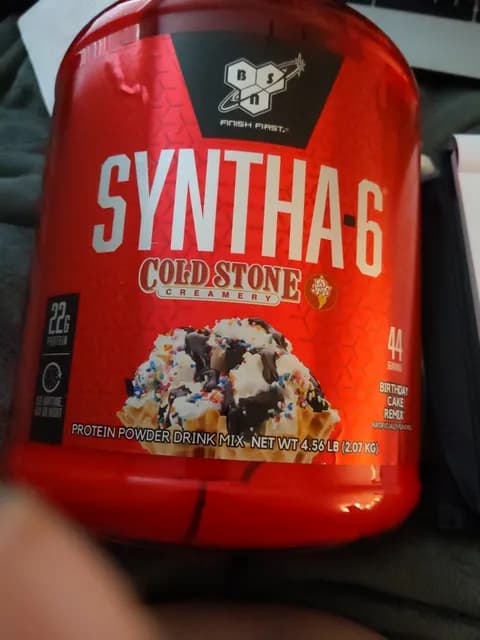 BSN
FINISH FIRST.
SYNTHA-6
COLD STONE
CREAMERY
22G
PROTEIN
44
BIRTHDAY
CAKE
REMIX
PROTEIN POWDER DRINK MIX NET WT 4.56 LB (2.07 KG)